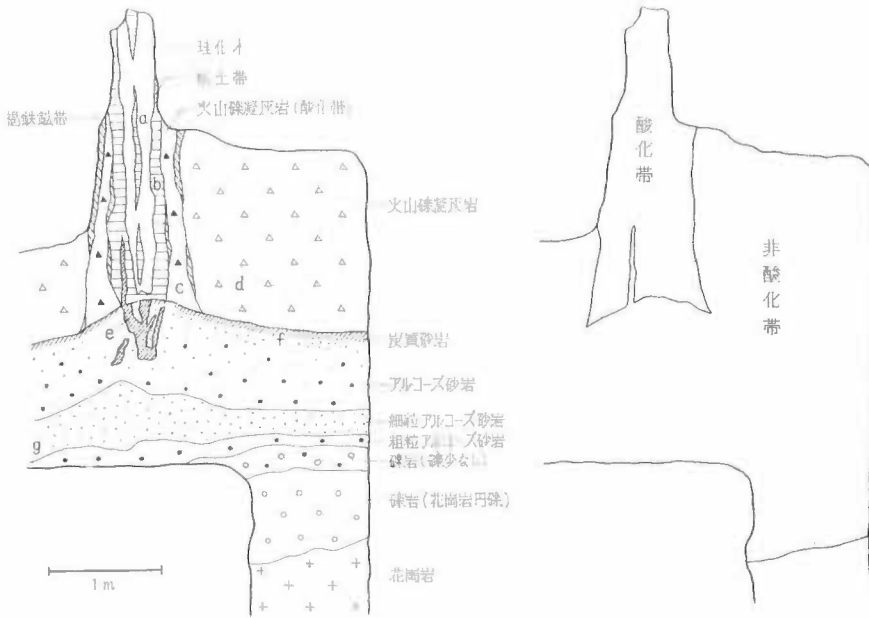 珪化木
粘土帯
火山礫凝灰岩(酸化帯)
褐鉄鉱帯
火山礫凝灰岩
炭質砂岩
アルコーズ砂岩
細粒アルコーズ砂岩
粗粒アルコーズ砂岩
礫岩(礫少な
礫岩(花崗岩円礫)
花崗岩
a
b
c
d
e
f
g
1m
酸化帯
非酸化帯